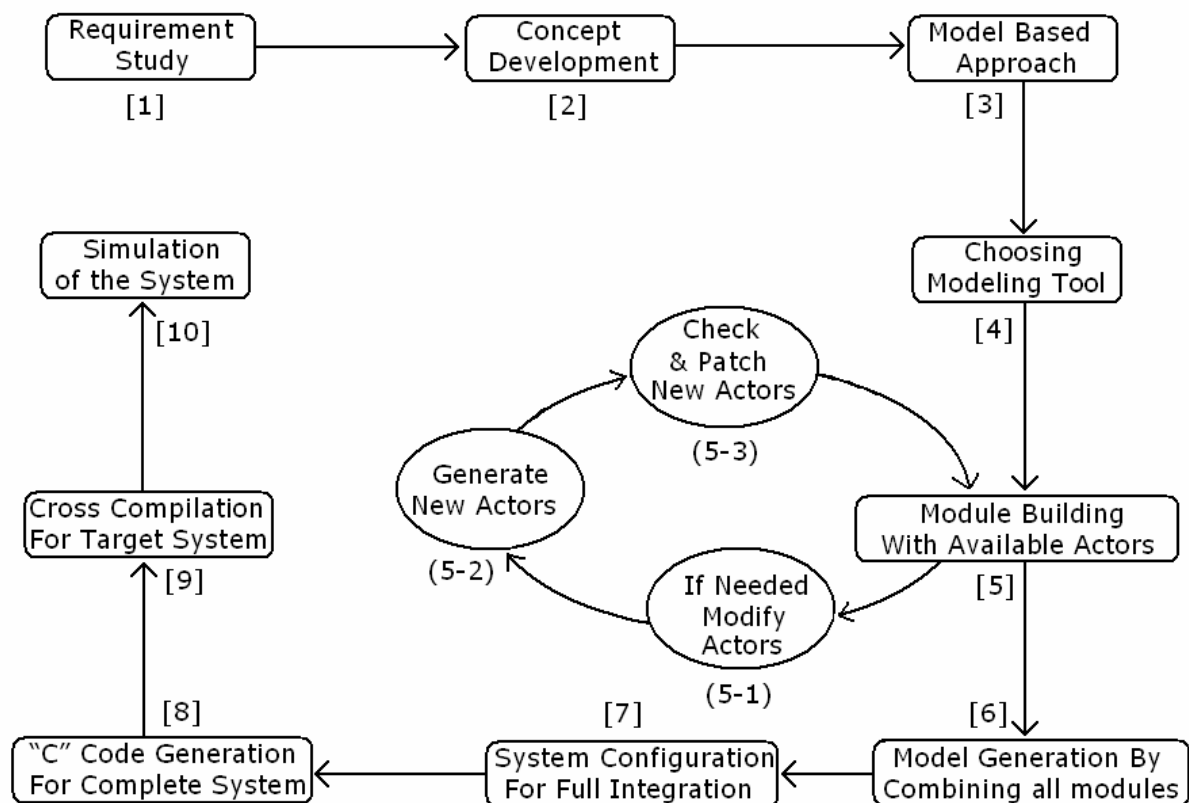 Requirement
Study
[1]
Concept
Development
[2]
Model Based
Approach
[3]
Choosing
Modeling Tool
[4]
Module Building
With Available Actors
[5]
If Needed
Modify
Actors
(5-1)
Generate
New Actors
(5-2)
Check
& Patch
New Actors
(5-3)
[6]
Model Generation By
Combining all modules
[7]
System Configuration
For Full Integration
[8]
“C” Code Generation
For Complete System
Cross Compilation
For Target System
[9]
Simulation
of the System
[10]